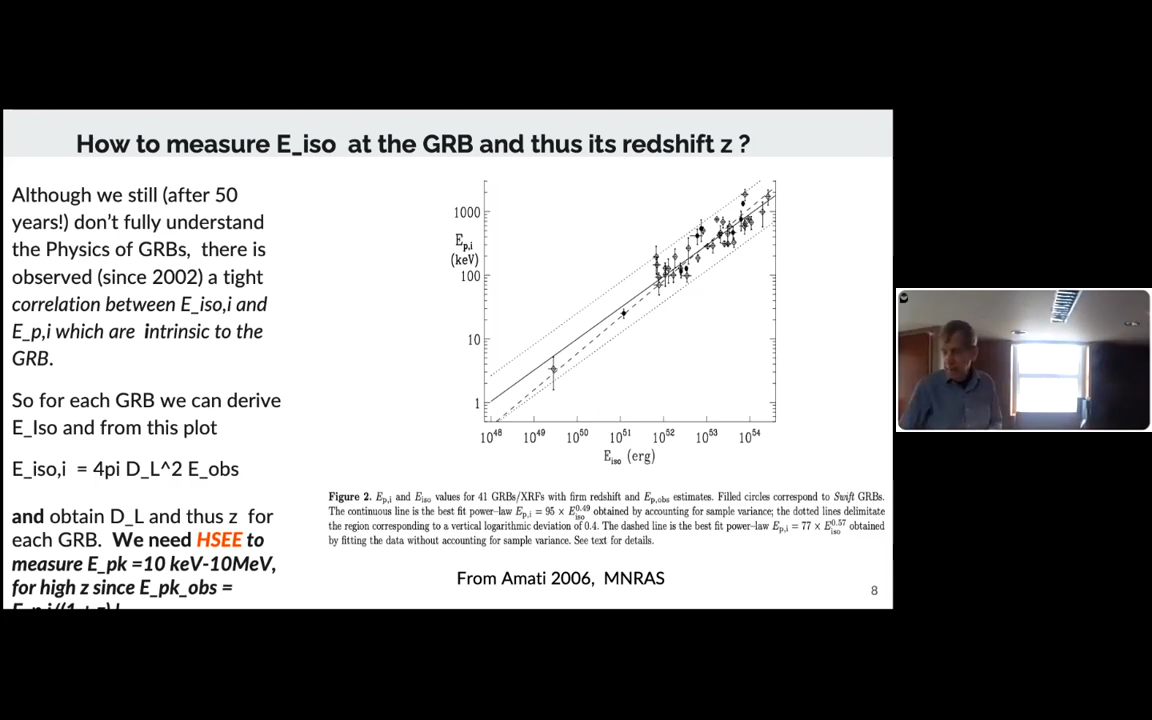 How to measure E_iso at the GRB and thus its redshift z ?
Although we still (after 50
years!) don’t fully understand
the Physics of GRBs, there is
observed (since 2002) a tight
correlation between E_iso,i and
E_p,i which are intrinsic to the
GRB.
So for each GRB we can derive
E_Iso and from this plot
E_iso,i = 4pi D_L^2 E_obs
and obtain D_L and thus z for
each GRB. We need HSEE to
measure E_pk =10 keV-10MeV,
for high z since E_pk_obs =
E_p,i/(1 + z)!
1000
E_p,i
(keV)
100
10
1
10^48 10^49 10^50 10^51 10^52 10^53 10^54
E_iso (erg)
Figure 2. E_p,i and E_iso values for 41 GRBs/XRFs with firm redshift and E_p,obs estimates. Filled circles correspond to Swift GRBs.
The continuous line is the best fit power–law E_p,i = 95 × E_iso^0.49 obtained by accounting for sample variance; the dotted lines delimitate
the region corresponding to a vertical logarithmic deviation of 0.4. The dashed line is the best fit power–law E_p,i = 77 × E_iso^0.57 obtained
by fitting the data without accounting for sample variance. See text for details.
From Amati 2006, MNRAS
8